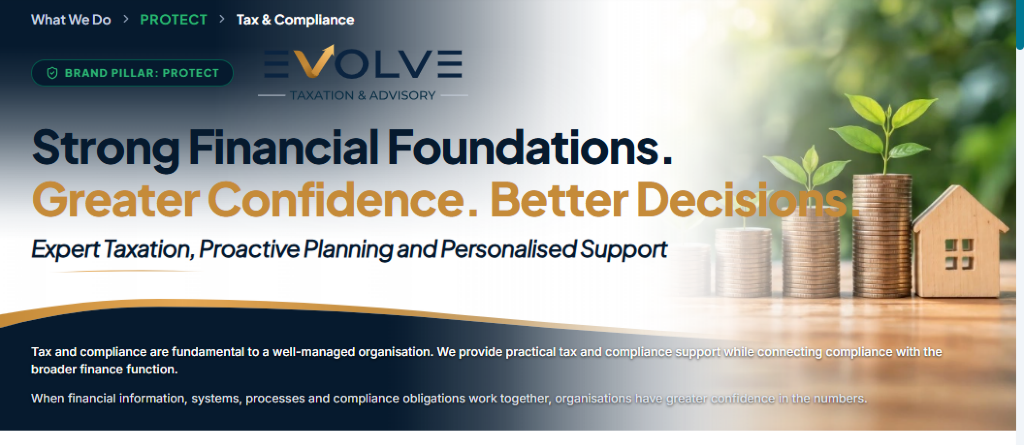 What We Do > PROTECT > Tax & Compliance
BRAND PILLAR: PROTECT
EVOLVE
TAXATION & ADVISORY
Strong Financial Foundations.
Greater Confidence. Better Decisions.
Expert Taxation, Proactive Planning and Personalised Support
Tax and compliance are fundamental to a well-managed organisation. We provide practical tax and compliance support while connecting compliance with the
broader finance function.
When financial information, systems, processes and compliance obligations work together, organisations have greater confidence in the numbers.